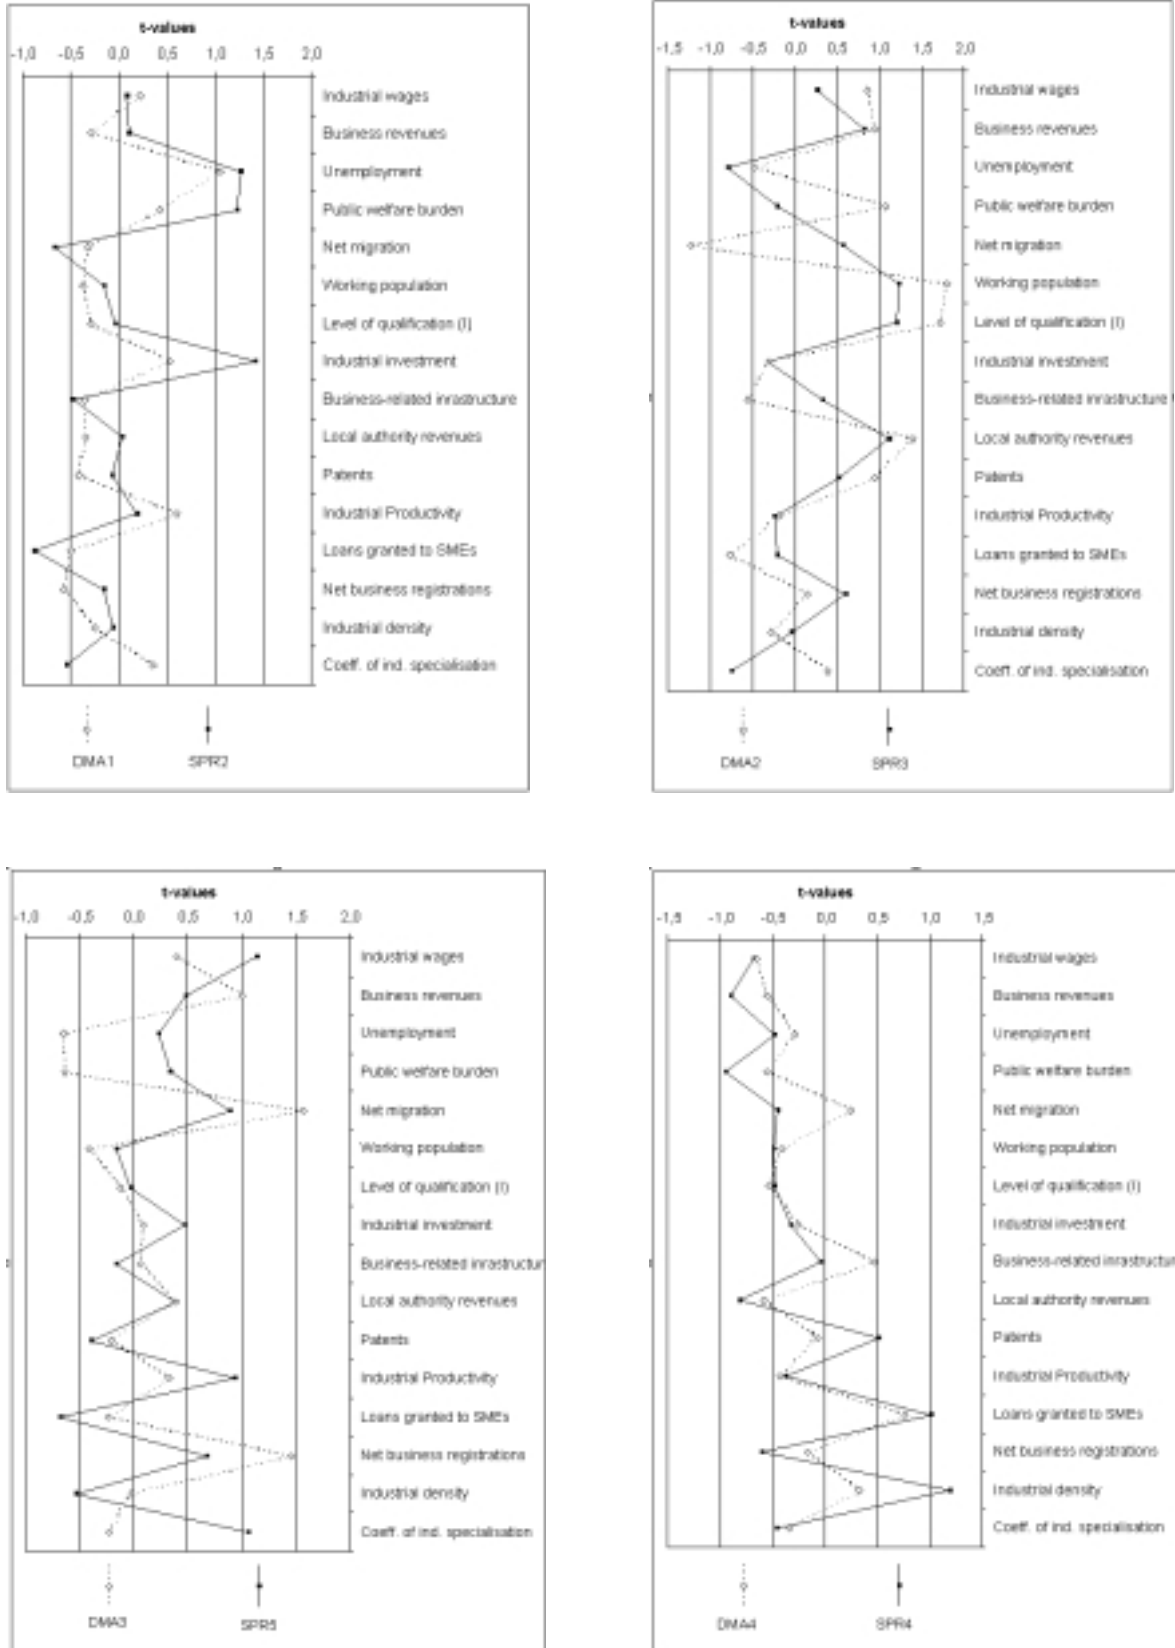 t-values
-1,0 -0,5 0,0 0,5 1,0 1,5 2,0
Industrial wages
Business revenues
Unemployment
Public welfare burden
Net migration
Working population
Level of qualification (I)
Industrial investment
Business-related inrastructure
Local authority revenues
Patents
Industrial Productivity
Loans granted to SMEs
Net business registrations
Industrial density
Coeff. of ind. specialisation
DMA1 SPR2
t-values
-1,5 -1,0 -0,5 0,0 0,5 1,0 1,5 2,0
Industrial wages
Business revenues
Unemployment
Public welfare burden
Net migration
Working population
Level of qualification (I)
Industrial investment
Business-related inrastructure
Local authority revenues
Patents
Industrial Productivity
Loans granted to SMEs
Net business registrations
Industrial density
Coeff. of ind. specialisation
DMA2 SPR3
t-values
-1,0 -0,5 0,0 0,5 1,0 1,5 2,0
Industrial wages
Business revenues
Unemployment
Public welfare burden
Net migration
Working population
Level of qualification (I)
Industrial investment
Business-related inrastructur
Local authority revenues
Patents
Industrial Productivity
Loans granted to SMEs
Net business registrations
Industrial density
Coeff. of ind. specialisation
DMA3 SPR5
t-values
-1,5 -1,0 -0,5 0,0 0,5 1,0 1,5
Industrial wages
Business revenues
Unemployment
Public welfare burden
Net migration
Working population
Level of qualification (I)
Industrial investment
Business-related inrastructur
Local authority revenues
Patents
Industrial Productivity
Loans granted to SMEs
Net business registrations
Industrial density
Coeff. of ind. specialisation
DMA4 SPR4